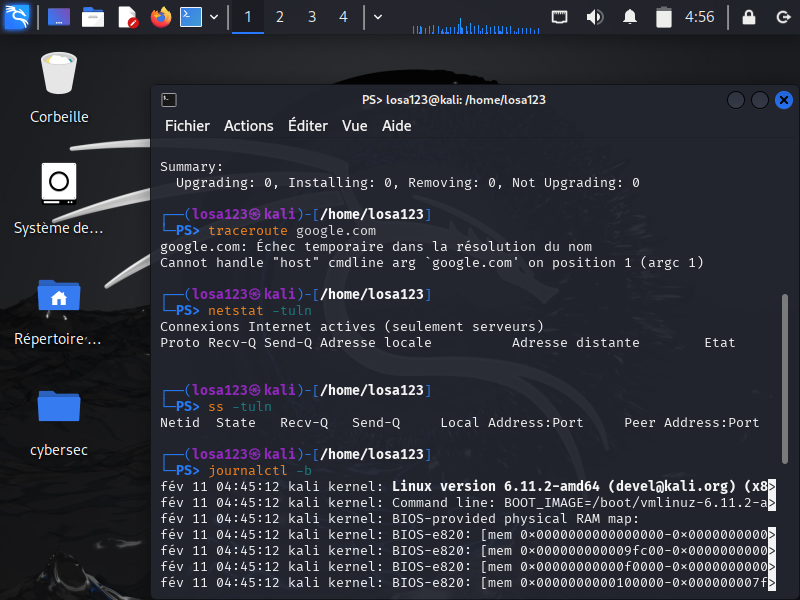 1 2 3 4 4:56
Corbeille
Système de...
Répertoire...
cybersec
PS> losa123@kali: /home/losa123
Fichier Actions Éditer Vue Aide
Summary:
Upgrading: 0, Installing: 0, Removing: 0, Not Upgrading: 0
┌──(losa123㉿kali)-[/home/losa123]
└─PS> traceroute google.com
google.com: Échec temporaire dans la résolution du nom
Cannot handle "host" cmdline arg `google.com' on position 1 (argc 1)
┌──(losa123㉿kali)-[/home/losa123]
└─PS> netstat -tuln
Connexions Internet actives (seulement serveurs)
Proto Recv-Q Send-Q Adresse locale Adresse distante Etat
┌──(losa123㉿kali)-[/home/losa123]
└─PS> ss -tuln
Netid State Recv-Q Send-Q Local Address:Port Peer Address:Port
┌──(losa123㉿kali)-[/home/losa123]
└─PS> journalctl -b
fév 11 04:45:12 kali kernel: Linux version 6.11.2-amd64 (devel@kali.org) (x8>
fév 11 04:45:12 kali kernel: Command line: BOOT_IMAGE=/boot/vmlinuz-6.11.2-a>
fév 11 04:45:12 kali kernel: BIOS-provided physical RAM map:
fév 11 04:45:12 kali kernel: BIOS-e820: [mem 0x0000000000000000-0x0000000000>
fév 11 04:45:12 kali kernel: BIOS-e820: [mem 0x000000000009fc00-0x0000000000>
fév 11 04:45:12 kali kernel: BIOS-e820: [mem 0x00000000000f0000-0x0000000000>
fév 11 04:45:12 kali kernel: BIOS-e820: [mem 0x0000000000100000-0x000000007f>